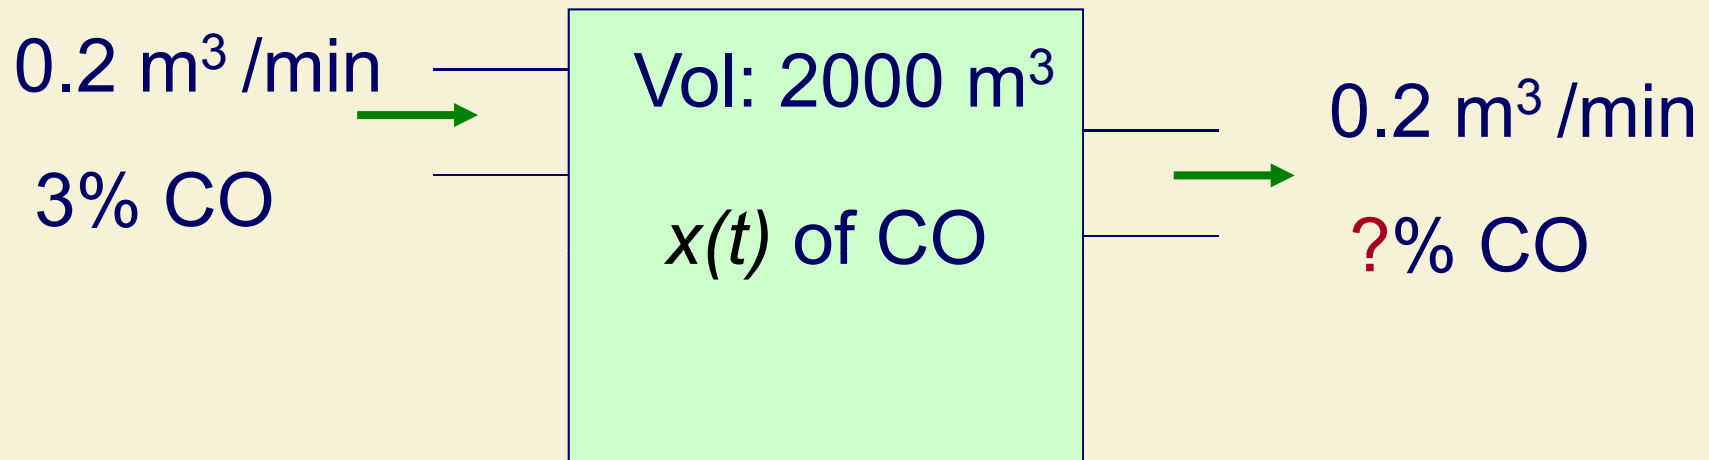 0.2 m³ /min
3% CO
Vol: 2000 m³
x(t) of CO
0.2 m³ /min
?% CO